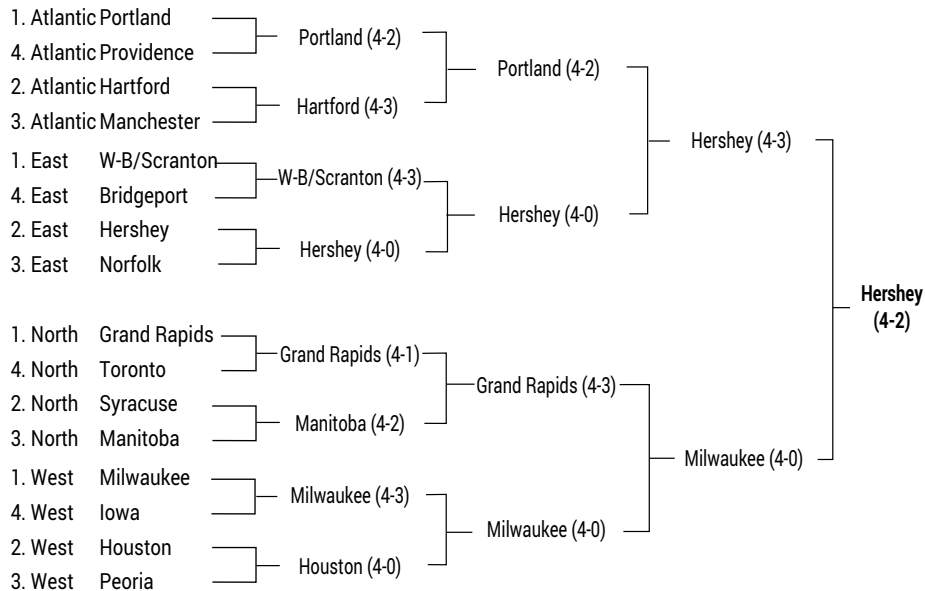 1. Atlantic Portland
4. Atlantic Providence
2. Atlantic Hartford
3. Atlantic Manchester
1. East W-B/Scranton
4. East Bridgeport
2. East Hershey
3. East Norfolk
1. North Grand Rapids
4. North Toronto
2. North Syracuse
3. North Manitoba
1. West Milwaukee
4. West Iowa
2. West Houston
3. West Peoria
Portland (4-2)
Hartford (4-3)
W-B/Scranton (4-3)
Hershey (4-0)
Grand Rapids (4-1)
Manitoba (4-2)
Milwaukee (4-3)
Houston (4-0)
Portland (4-2)
Hershey (4-0)
Grand Rapids (4-3)
Milwaukee (4-0)
Hershey (4-3)
Milwaukee (4-0)
Hershey
(4-2)